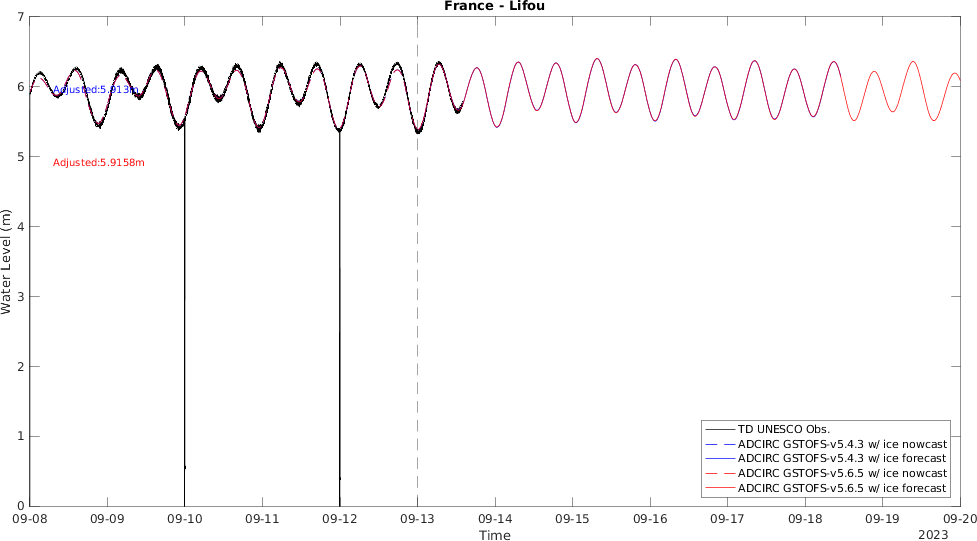 France - Lifou
7
6
5
4
3
2
1
0
Water Level (m)
Adjusted:5.913m
Adjusted:5.9158m
TD UNESCO Obs.
ADCIRC GSTOFS-v5.4.3 w/ ice nowcast
ADCIRC GSTOFS-v5.4.3 w/ ice forecast
ADCIRC GSTOFS-v5.6.5 w/ ice nowcast
ADCIRC GSTOFS-v5.6.5 w/ ice forecast
09-08 09-09 09-10 09-11 09-12 09-13 09-14 09-15 09-16 09-17 09-18 09-19 09-20
Time
2023